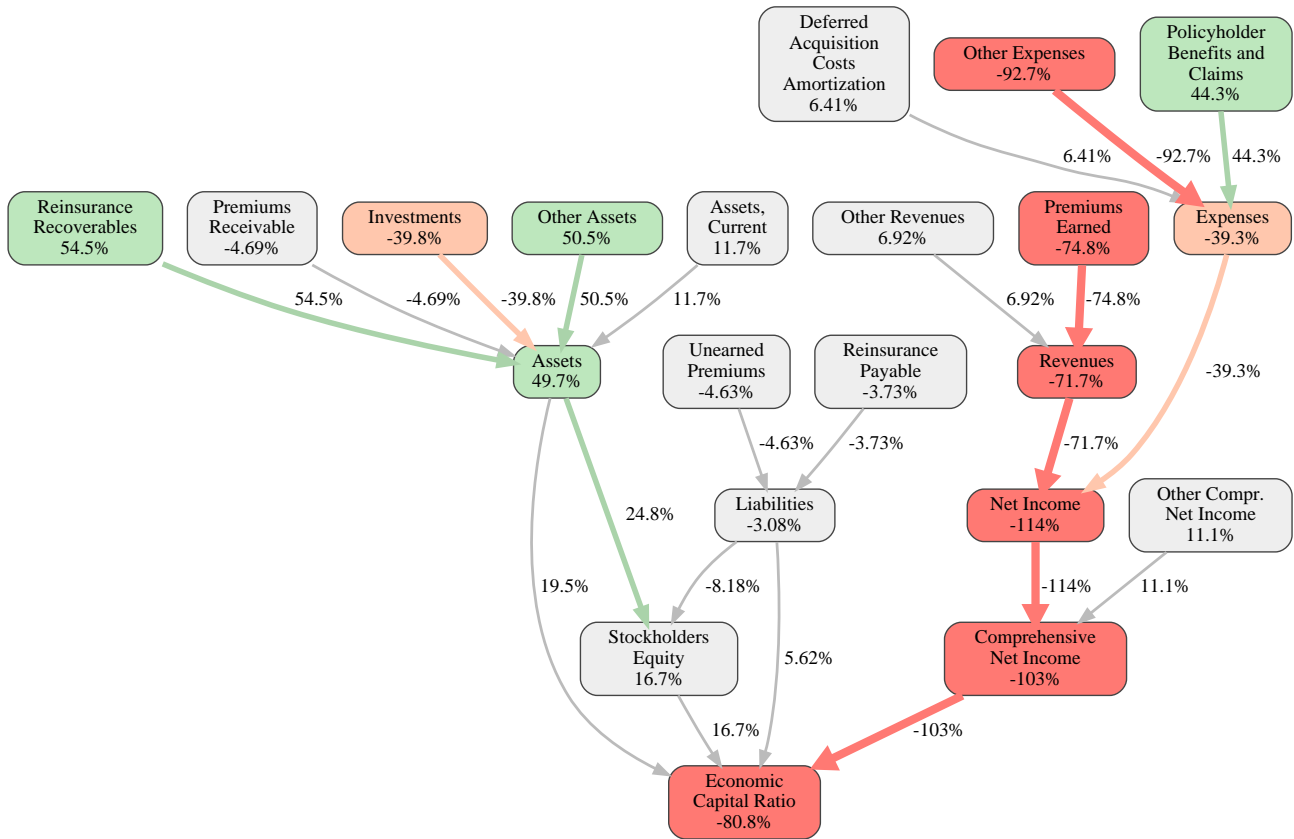 Deferred
Acquisition
Costs
Amortization
6.41%
Other Expenses
-92.7%
Policyholder
Benefits and
Claims
44.3%
6.41%
-92.7%
44.3%
Reinsurance
Recoverables
54.5%
Premiums
Receivable
-4.69%
Investments
-39.8%
Other Assets
50.5%
Assets,
Current
11.7%
Other Revenues
6.92%
Premiums
Earned
-74.8%
Expenses
-39.3%
54.5%
-4.69%
-39.8%
50.5%
11.7%
6.92%
-74.8%
Assets
49.7%
Unearned
Premiums
-4.63%
Reinsurance
Payable
-3.73%
Revenues
-71.7%
-39.3%
-4.63%
-3.73%
-71.7%
24.8%
Liabilities
-3.08%
Net Income
-114%
Other Compr.
Net Income
11.1%
19.5%
-8.18%
-114%
11.1%
Stockholders
Equity
16.7%
5.62%
Comprehensive
Net Income
-103%
16.7%
-103%
Economic
Capital Ratio
-80.8%